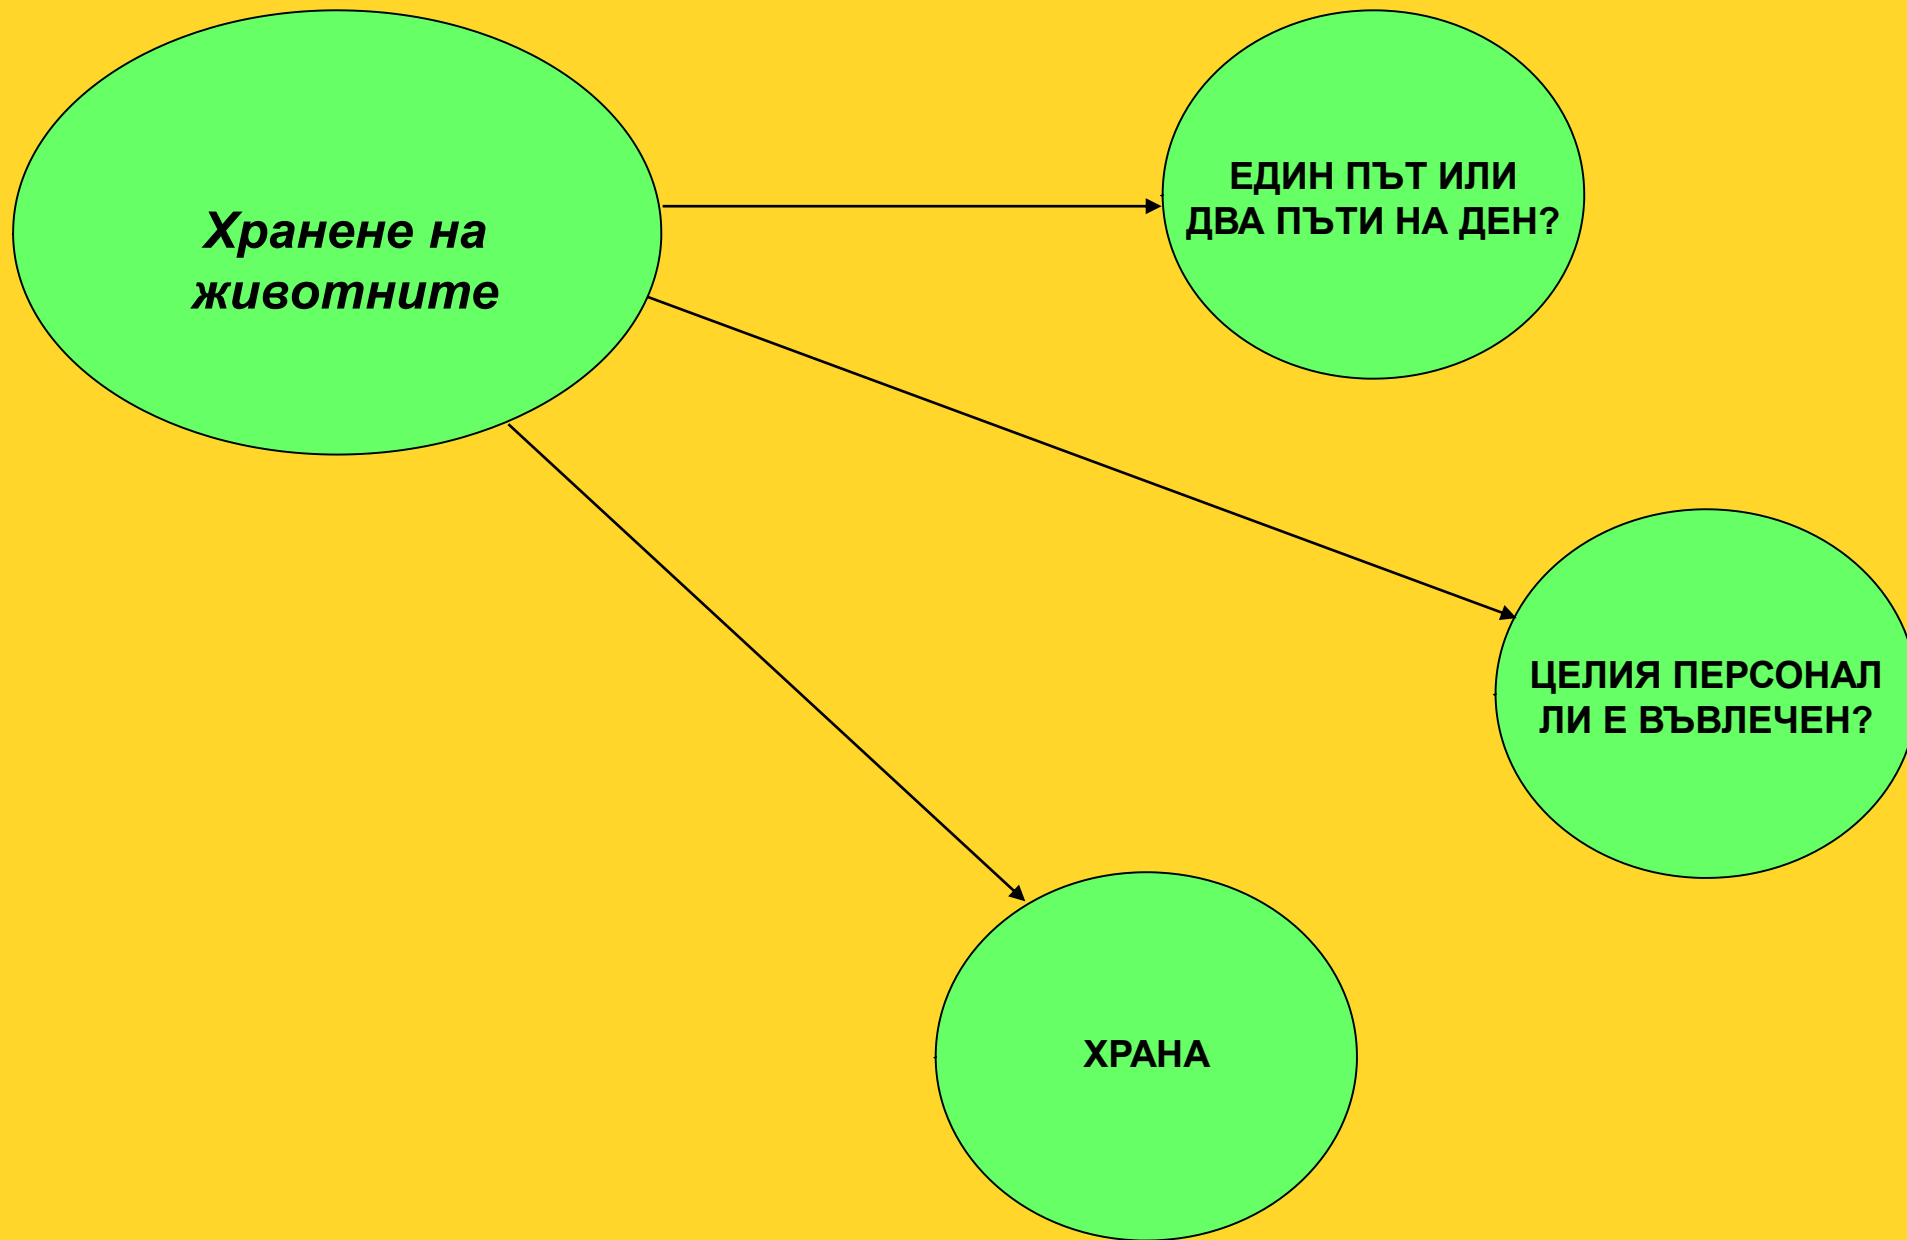 Хранене на
животните
ЕДИН ПЪТ ИЛИ
ДВА ПЪТИ НА ДЕН?
ЦЕЛИЯ ПЕРСОНАЛ
ЛИ Е ВЪВЛЕЧЕН?
ХРАНА